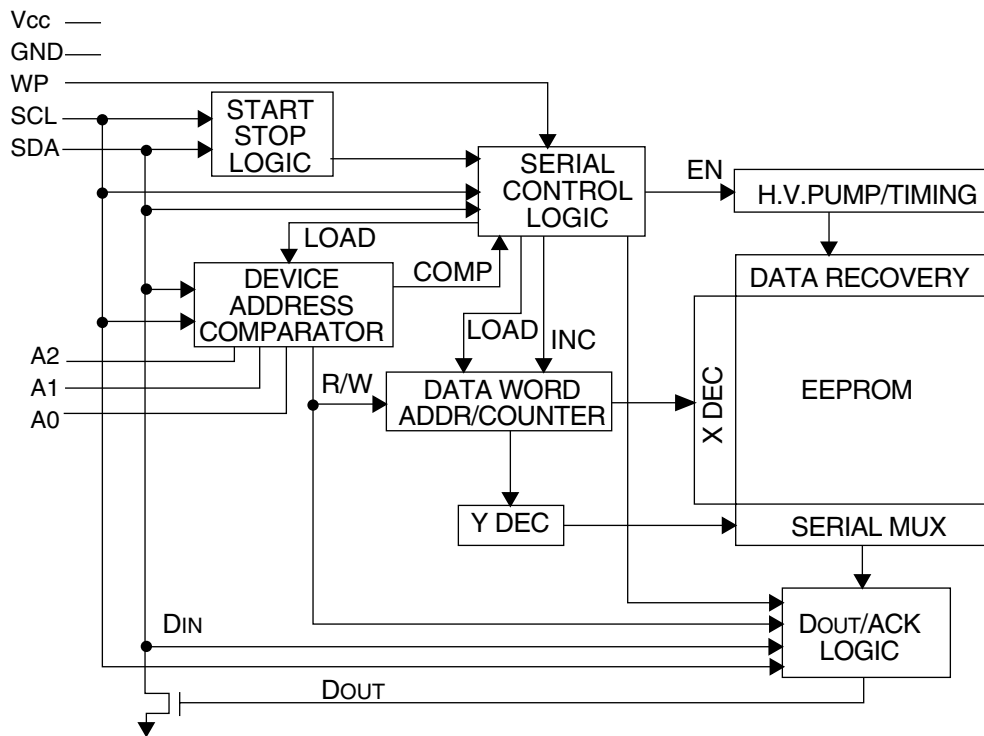 Vcc
GND
WP
SCL
SDA
START
STOP
LOGIC
SERIAL
CONTROL
LOGIC
EN
H.V.PUMP/TIMING
LOAD
COMP
DEVICE
ADDRESS
COMPARATOR
LOAD
INC
DATA RECOVERY
A2
A1
A0
R/W
DATA WORD
ADDR/COUNTER
X DEC
EEPROM
Y DEC
SERIAL MUX
DIN
DOUT/ACK
LOGIC
DOUT